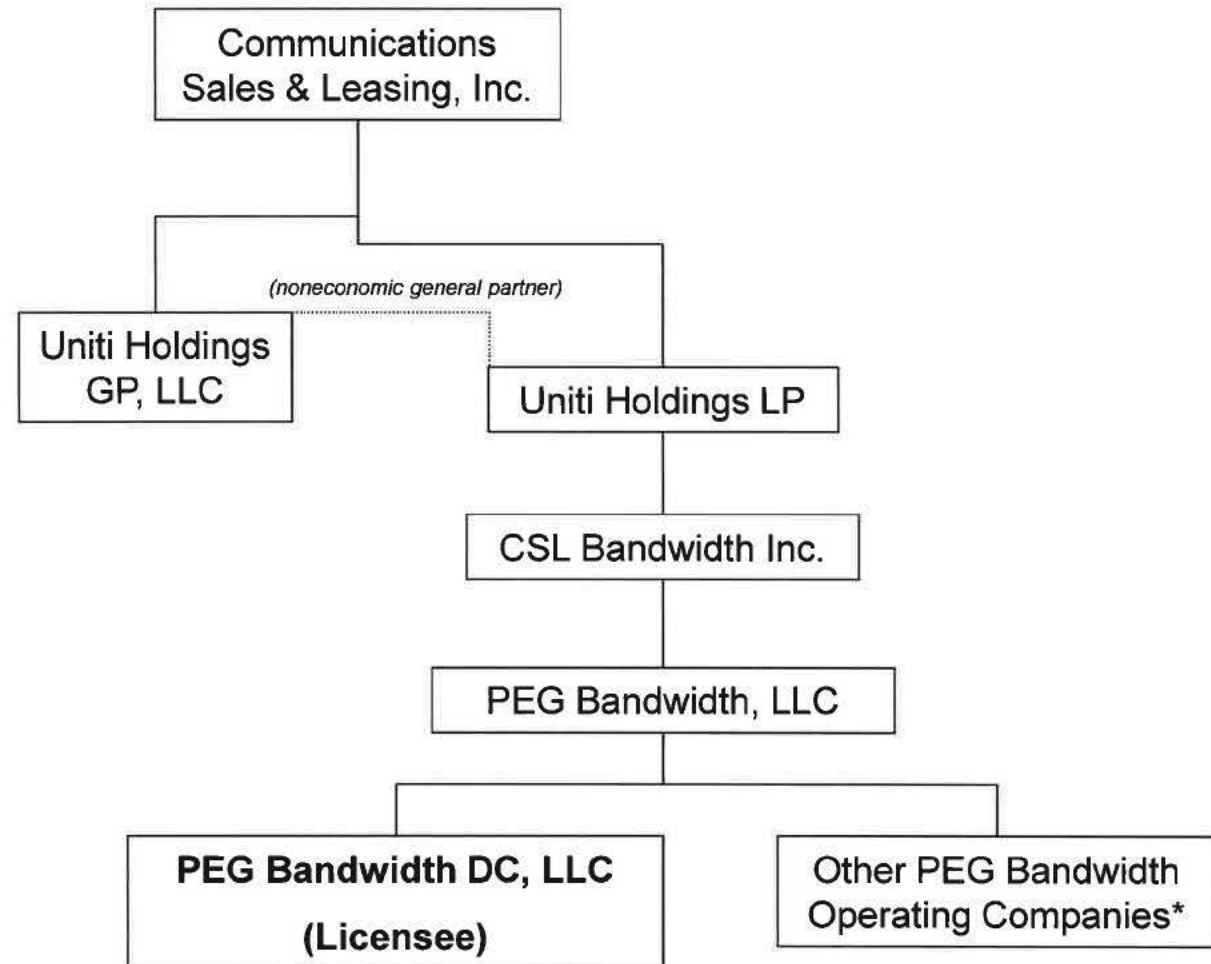 Communications
Sales & Leasing, Inc.
(noneconomic general partner)
Uniti Holdings
GP, LLC
Uniti Holdings LP
CSL Bandwidth Inc.
PEG Bandwidth, LLC
PEG Bandwidth DC, LLC
(Licensee)
Other PEG Bandwidth
Operating Companies*